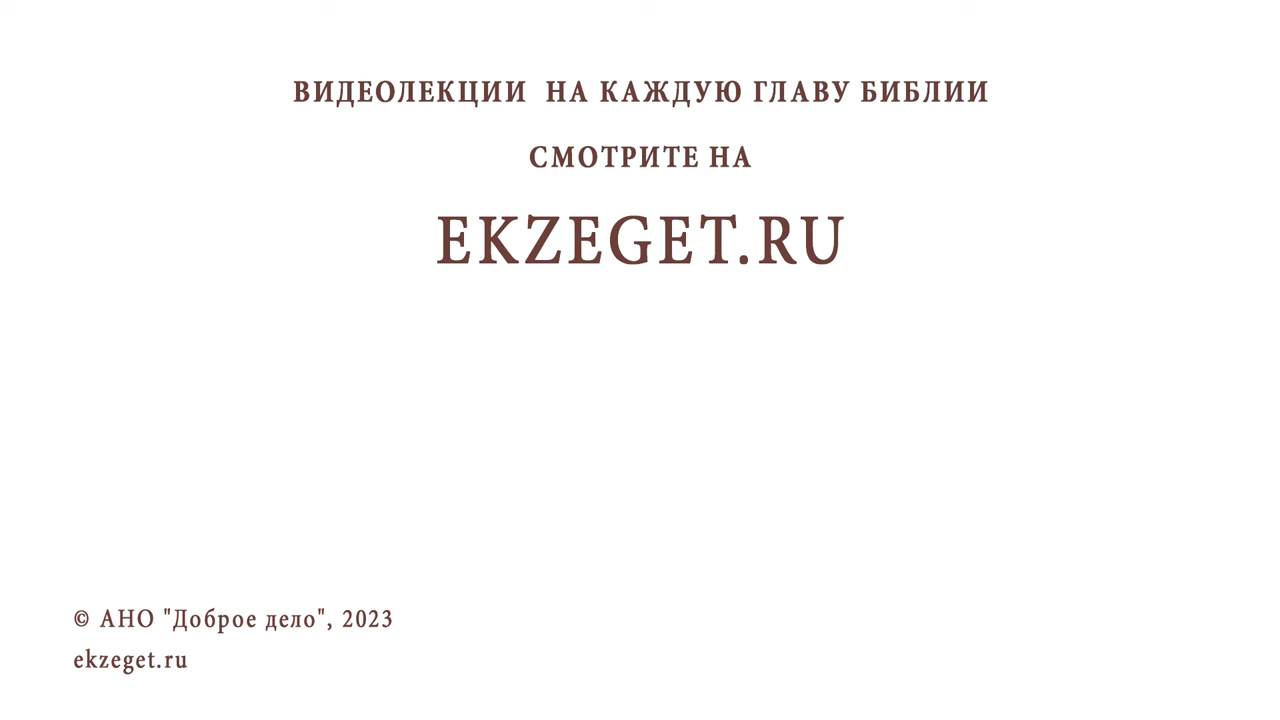 ВИДЕОЛЕКЦИИ НА КАЖДУЮ ГЛАВУ БИБЛИИ
СМОТРИТЕ НА
EKZEGET.RU
© АНО "Доброе дело", 2023
ekzeget.ru